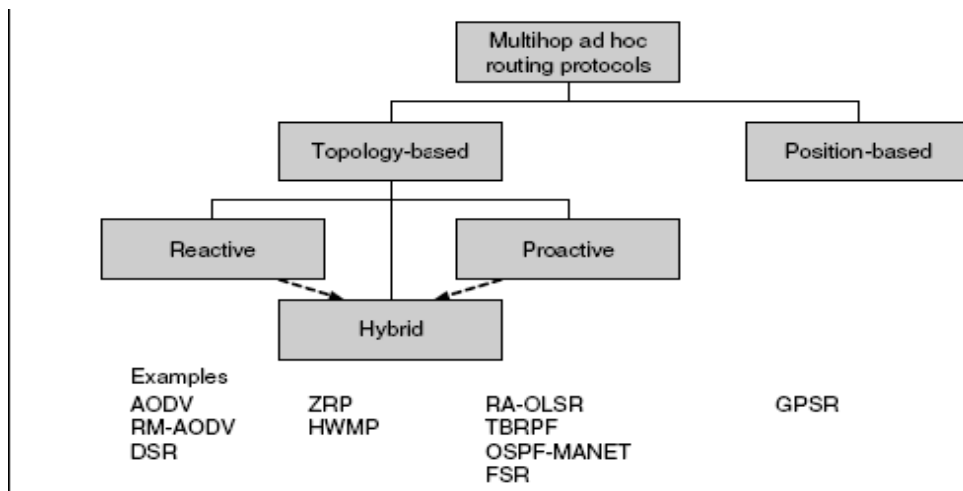 Multihop ad hoc
routing protocols
Topology-based
Position-based
Reactive
Proactive
Hybrid
Examples
AODV ZRP RA-OLSR GPSR
RM-AODV HWMP TBRPF
DSR OSPF-MANET
FSR